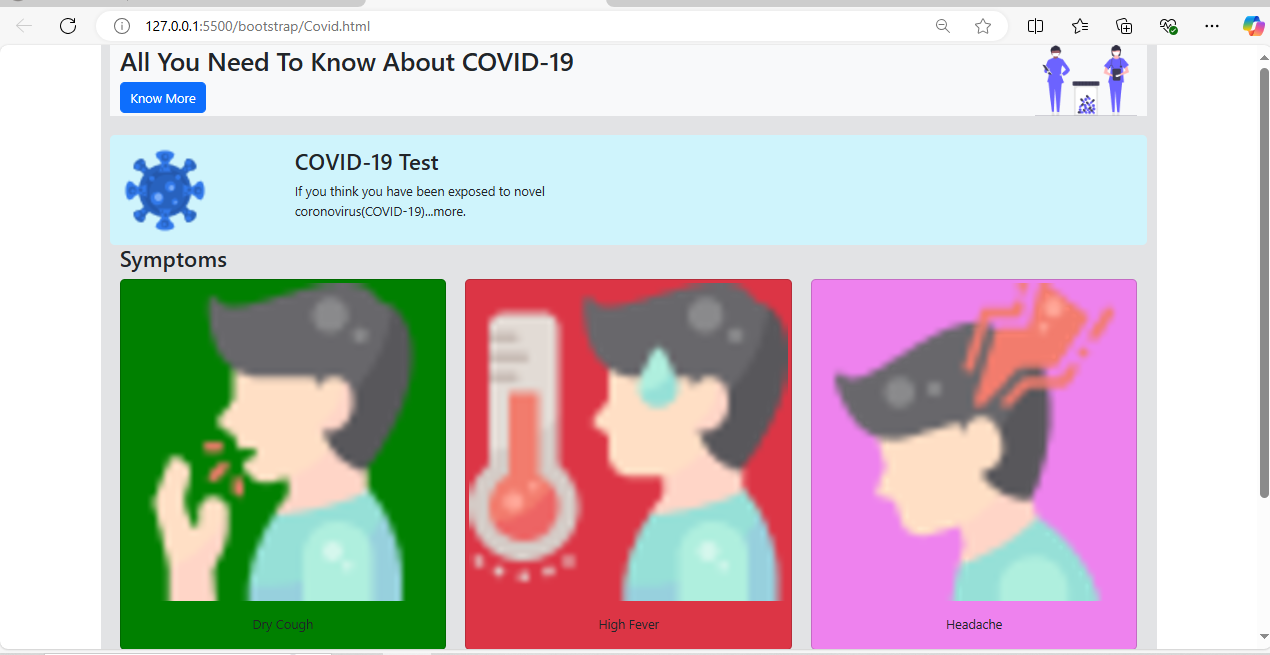 127.0.0.1:5500/bootstrap/Covid.html
All You Need To Know About COVID-19
Know More
COVID-19 Test
If you think you have been exposed to novel
coronovirus(COVID-19)...more.
Symptoms
Dry Cough
High Fever
Headache